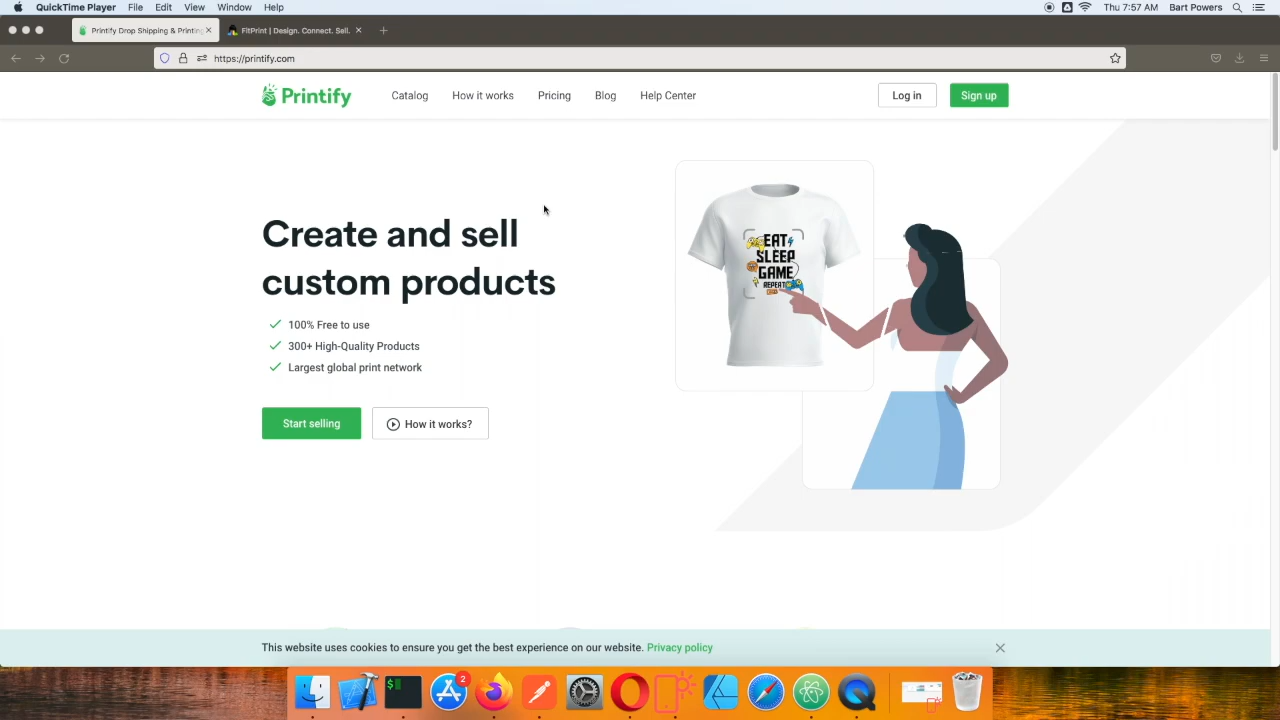 QuickTime Player File Edit View Window Help Thu 7:57 AM Bart Powers
Printify Drop Shipping & Printing FitPrint | Design. Connect. Sell.
https://printify.com
Printify Catalog How it works Pricing Blog Help Center Log in Sign up
Create and sell
custom products
100% Free to use
300+ High-Quality Products
Largest global print network
Start selling How it works?
EAT
SLEEP
GAME
REPEAT
This website uses cookies to ensure you get the best experience on our website. Privacy policy
2
$